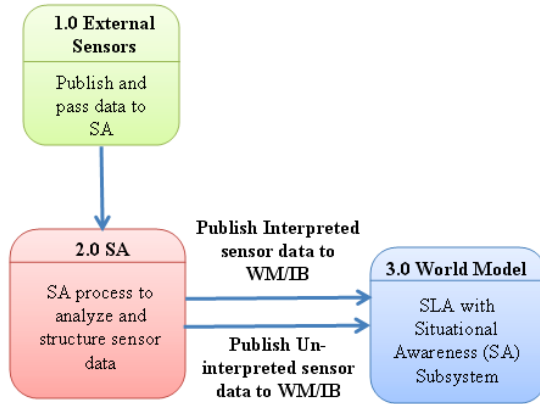 1.0 External
Sensors
Publish and
pass data to
SA
2.0 SA
SA process to
analyze and
structure sensor
data
Publish Interpreted
sensor data to
WM/IB
Publish Un-
interpreted sensor
data to WM/IB
3.0 World Model
SLA with
Situational
Awareness (SA)
Subsystem